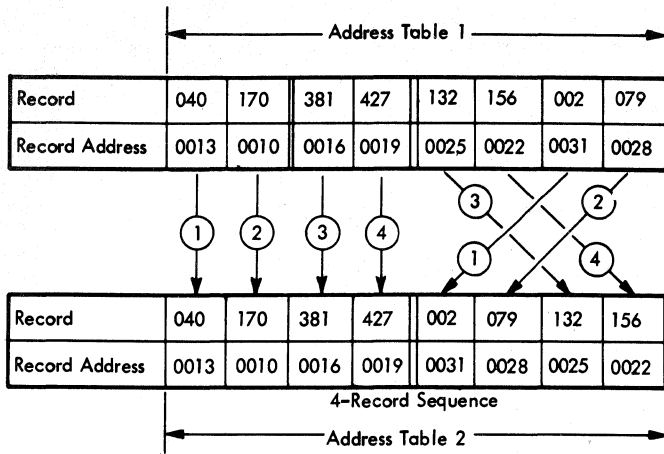 Address Table 1
Record 040 170 381 427 132 156 002 079
Record Address 0013 0010 0016 0019 0025 0022 0031 0028
3 2
1 2 3 4
1 4
Record 040 170 381 427 002 079 132 156
Record Address 0013 0010 0016 0019 0031 0028 0025 0022
4-Record Sequence
Address Table 2